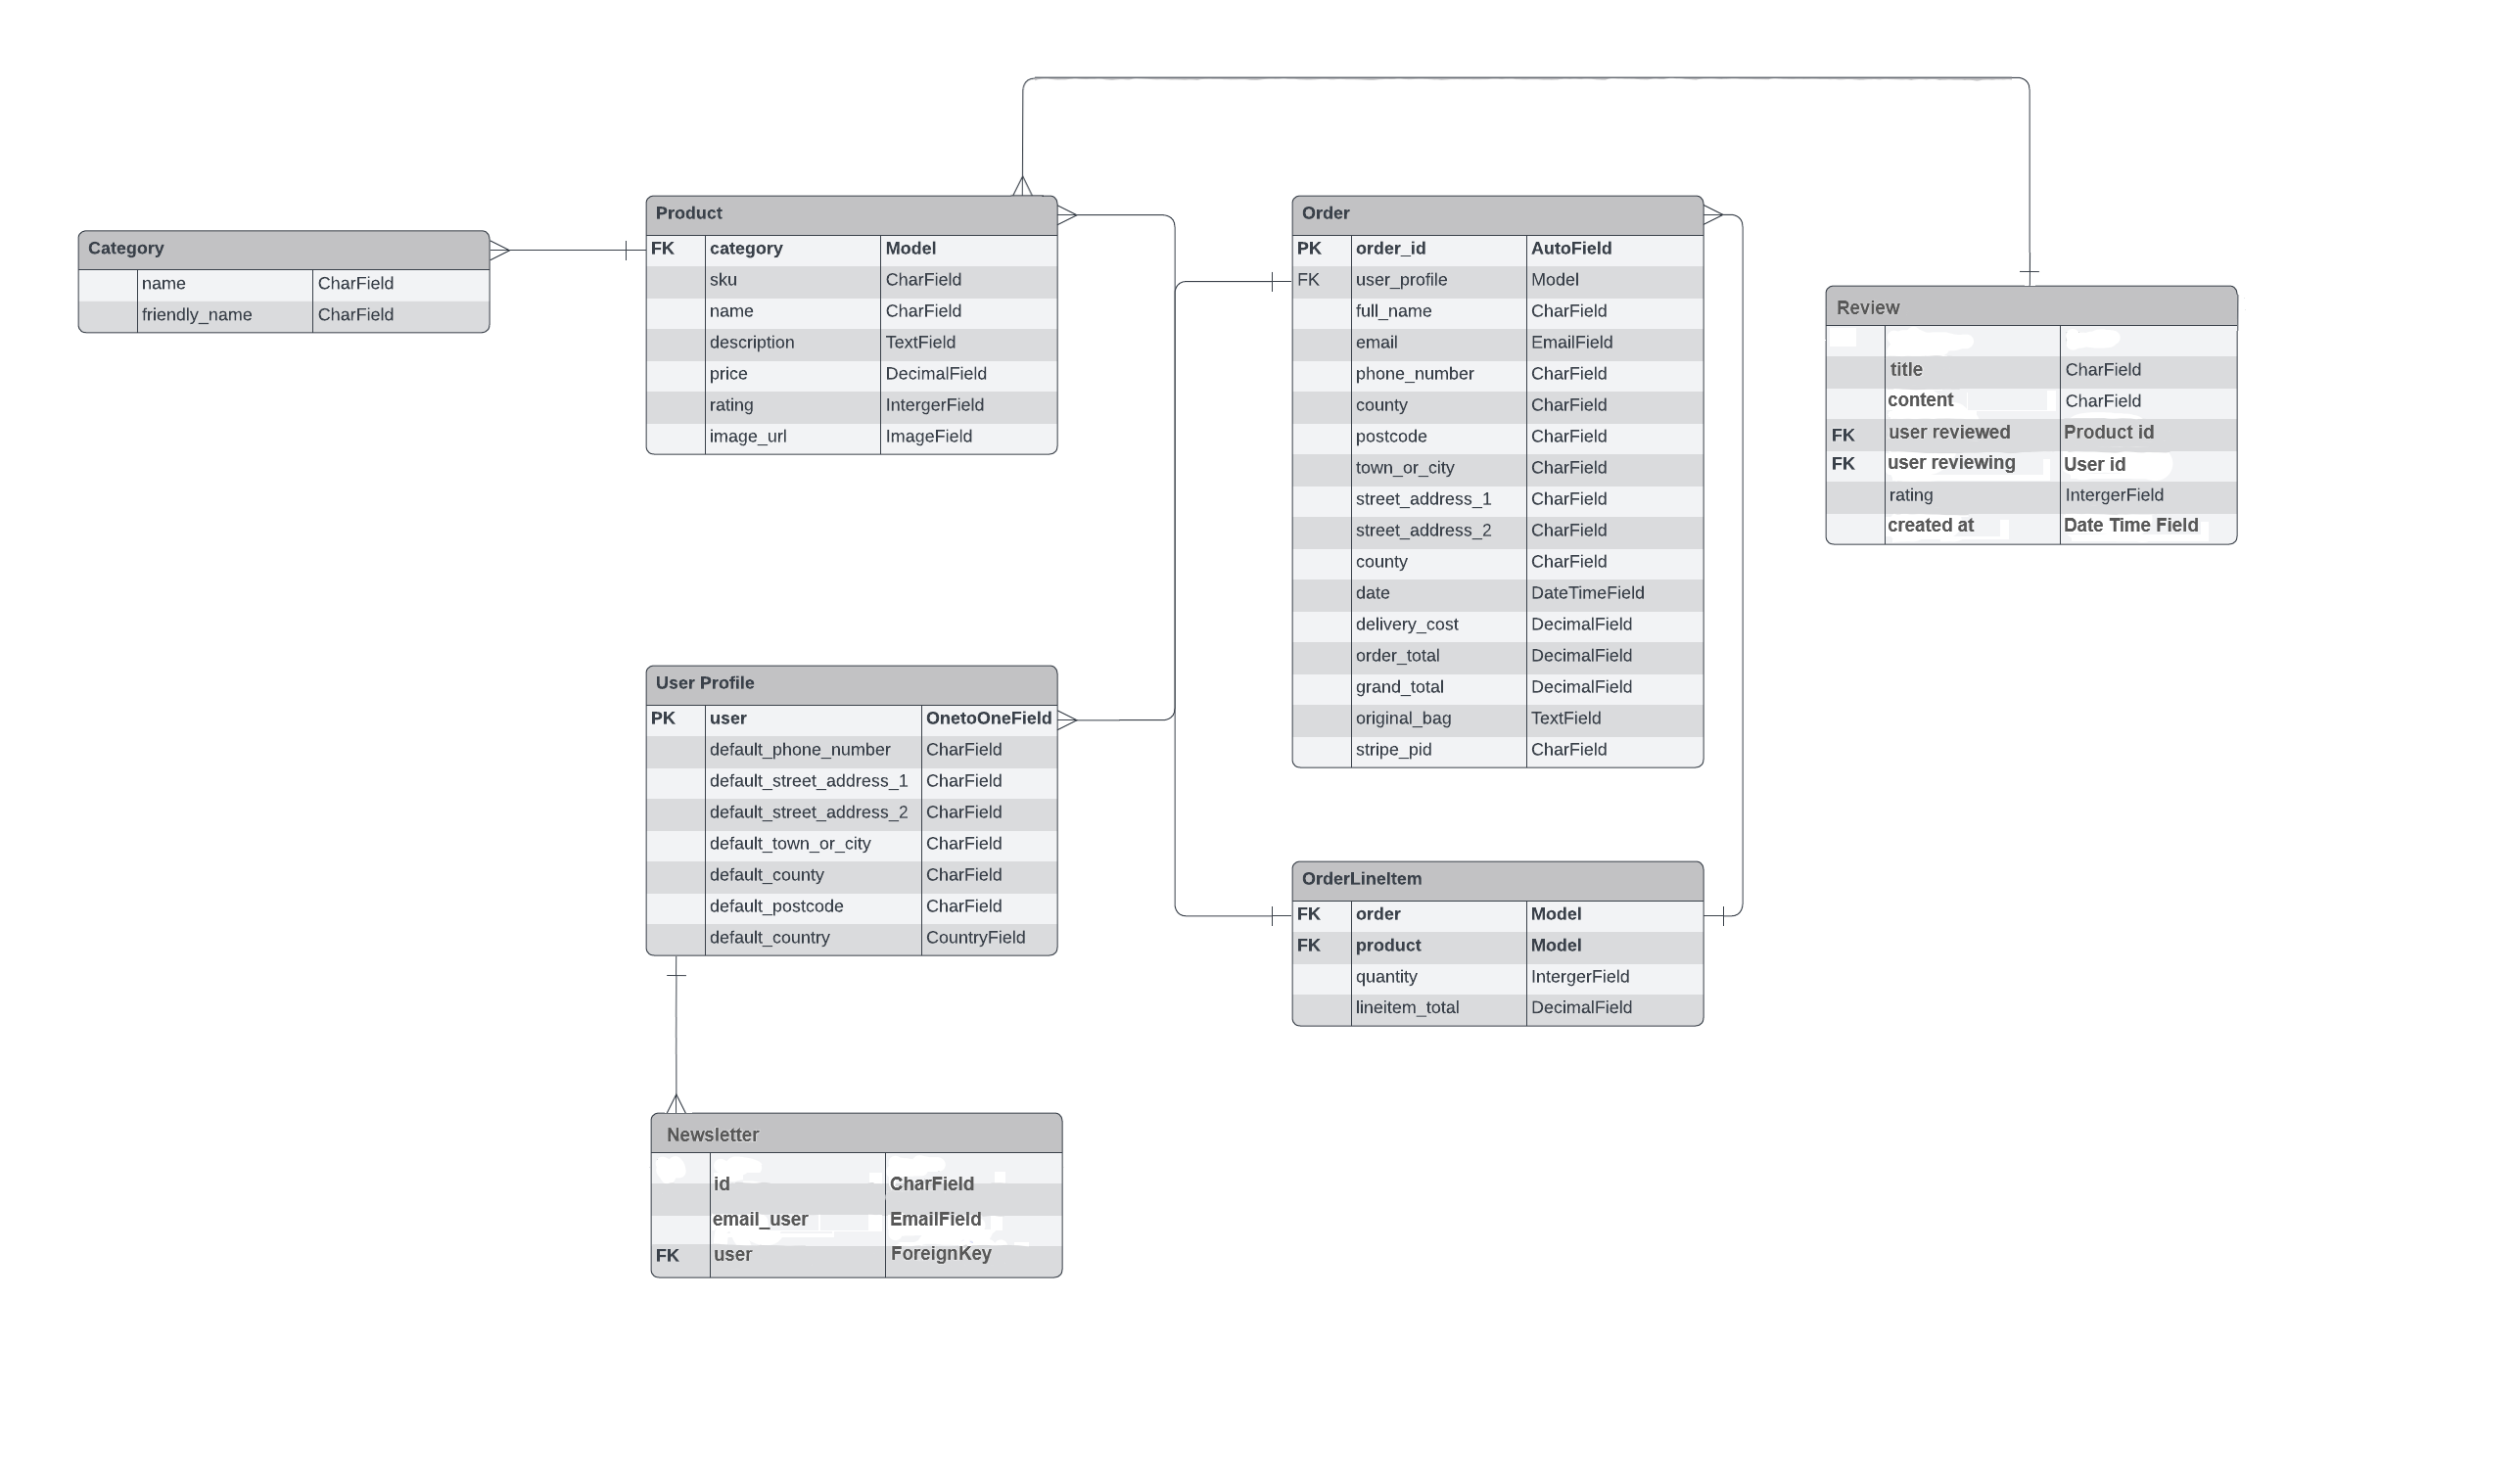 Category
name CharField
friendly_name CharField
Product
FK category Model
sku CharField
name CharField
description TextField
price DecimalField
rating IntergerField
image_url ImageField
Order
PK order_id AutoField
FK user_profile Model
full_name CharField
email EmailField
phone_number CharField
county CharField
postcode CharField
town_or_city CharField
street_address_1 CharField
street_address_2 CharField
county CharField
date DateTimeField
delivery_cost DecimalField
order_total DecimalField
grand_total DecimalField
original_bag TextField
stripe_pid CharField
Review
title CharField
content CharField
FK user reviewed Product id
FK user reviewing User id
rating IntergerField
created at Date Time Field
User Profile
PK user OnetoOneField
default_phone_number CharField
default_street_address_1 CharField
default_street_address_2 CharField
default_town_or_city CharField
default_county CharField
default_postcode CharField
default_country CountryField
OrderLineItem
FK order Model
FK product Model
quantity IntergerField
lineitem_total DecimalField
Newsletter
id CharField
email_user EmailField
FK user ForeignKey